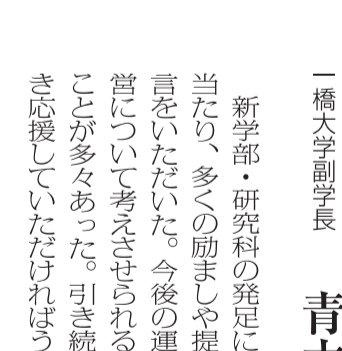 一橋大学副学長
青
新学部・研究科の発足に
当たり、多くの励ましや提
言をいただいた。今後の運
営について考えさせられる
ことが多々あった。引き続
き応援していただければう